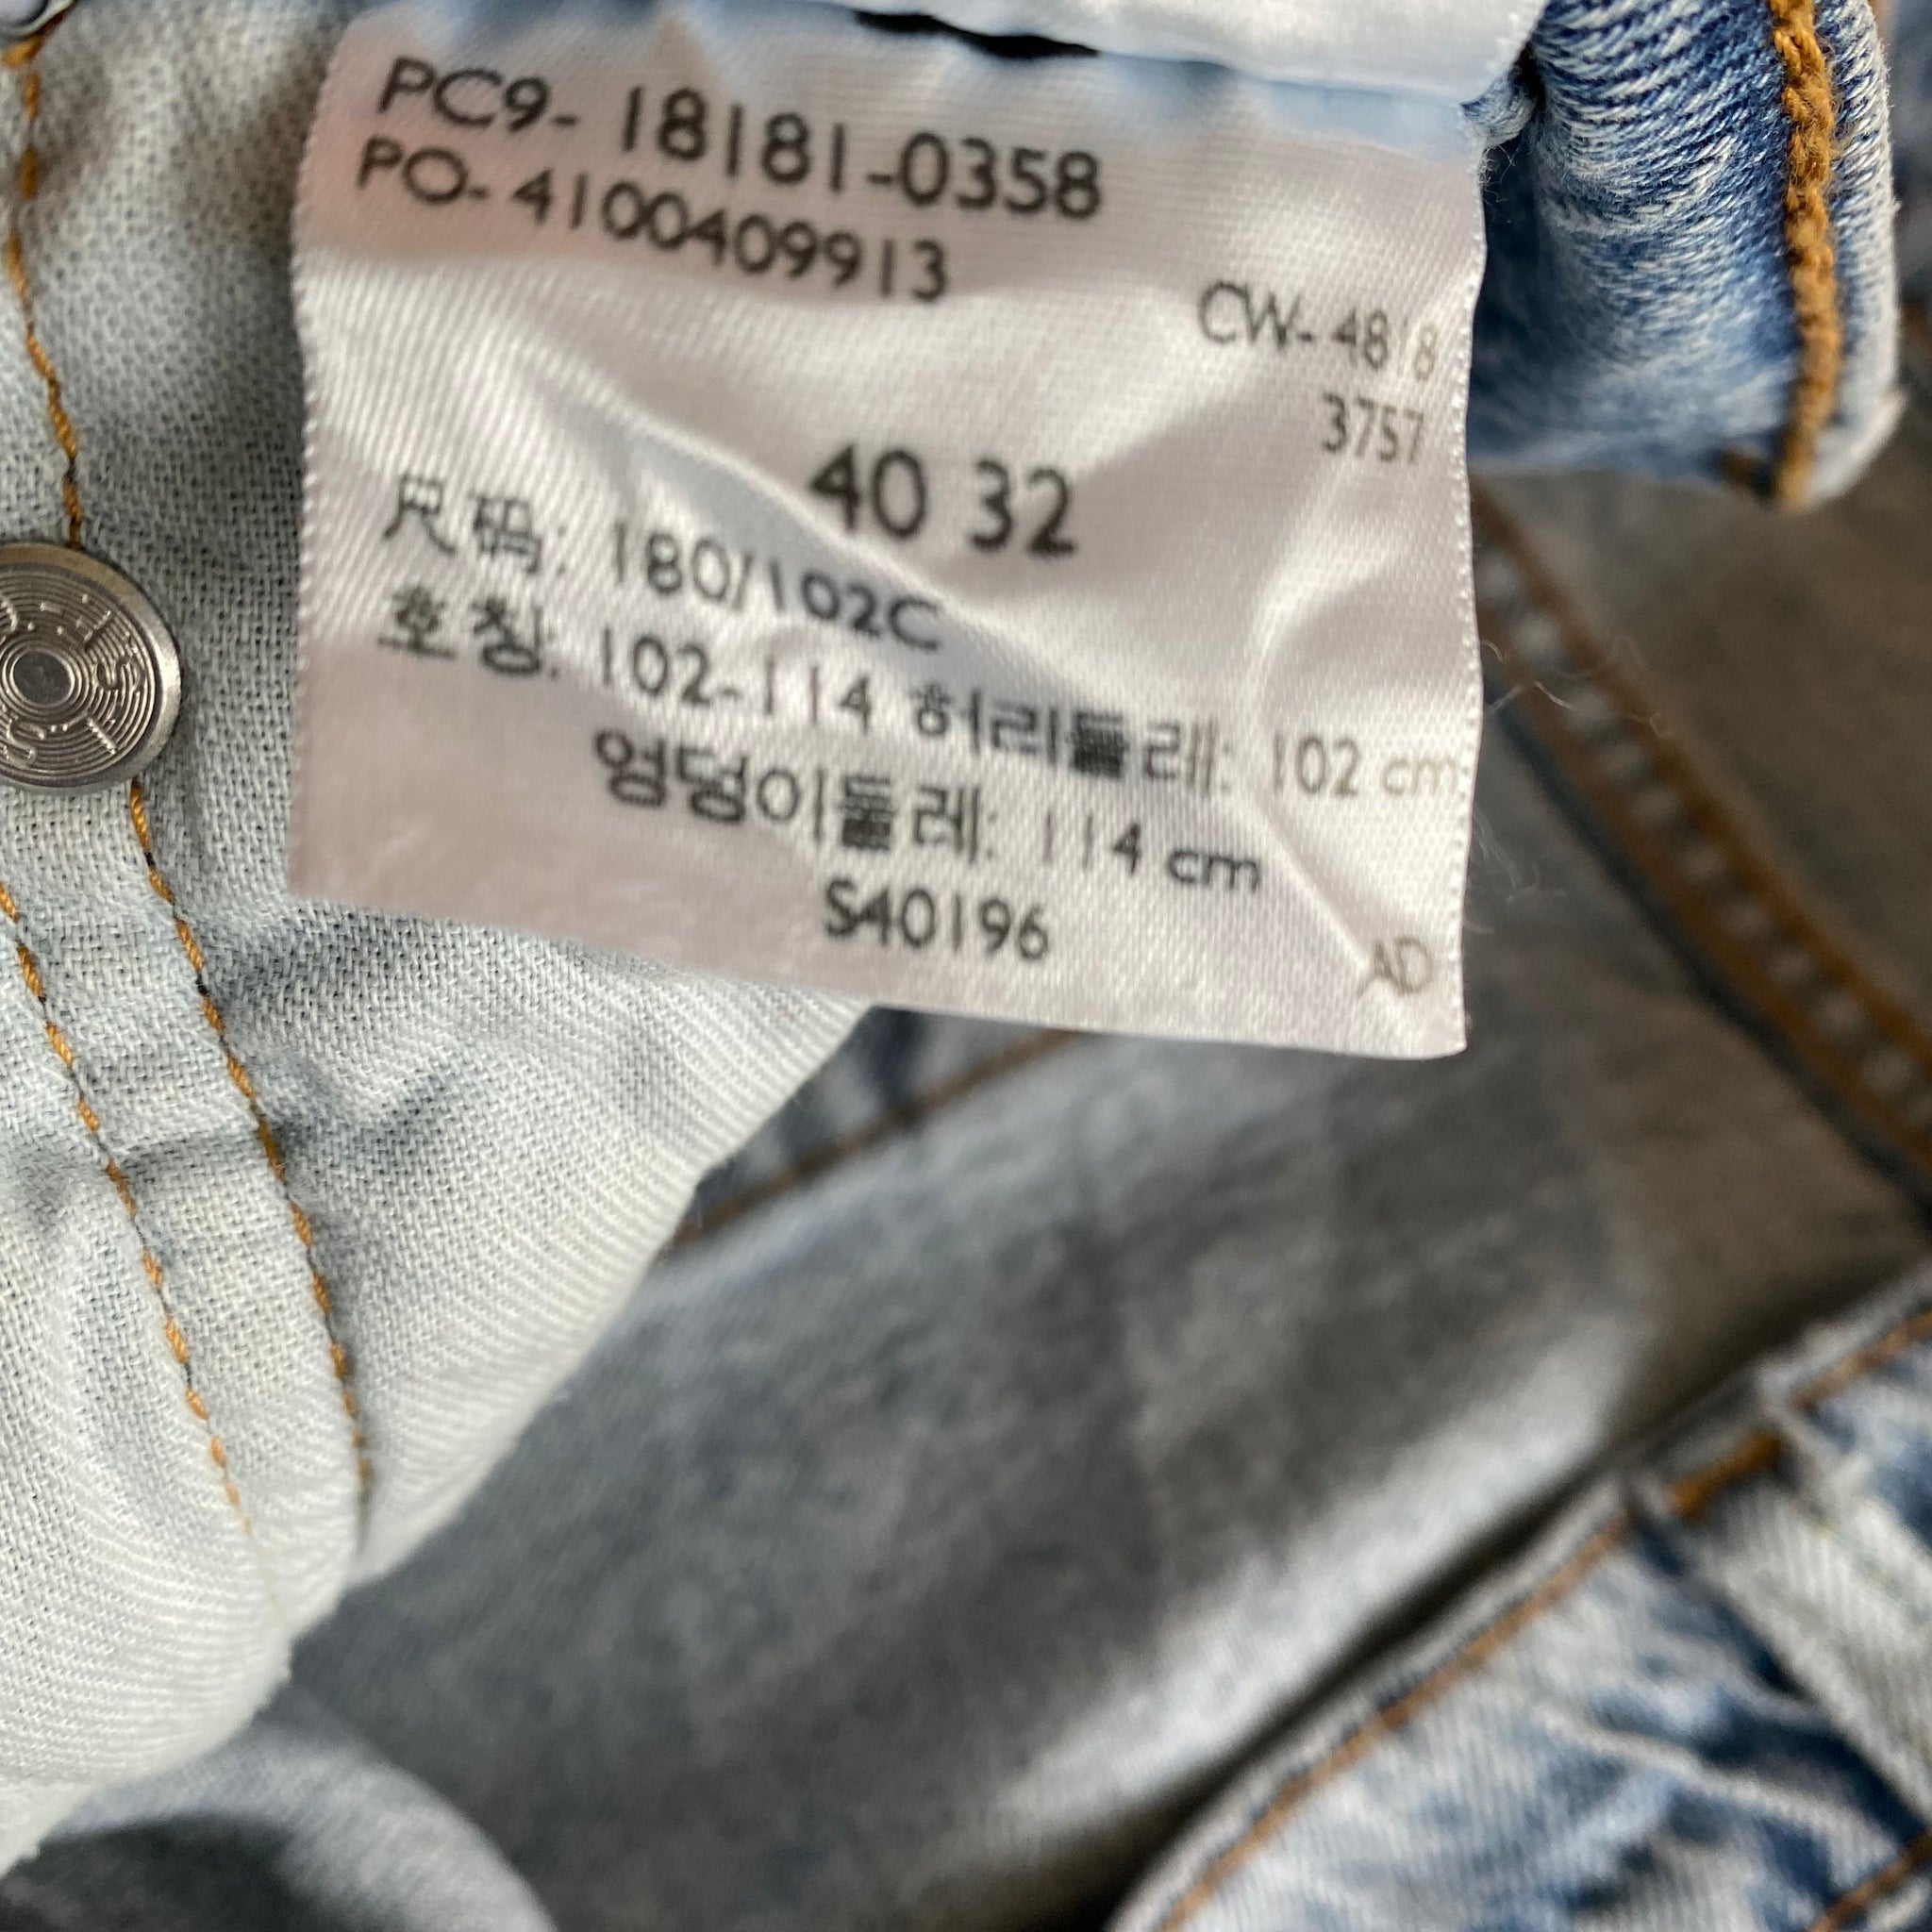 PC9- 18181-0358
PO- 4100409913
CW- 4818
3757
40 32
尺码: 180/102C
호칭: 102-114 허리둘레: 102 cm
엉덩이둘레: 114 cm
S40196
AD